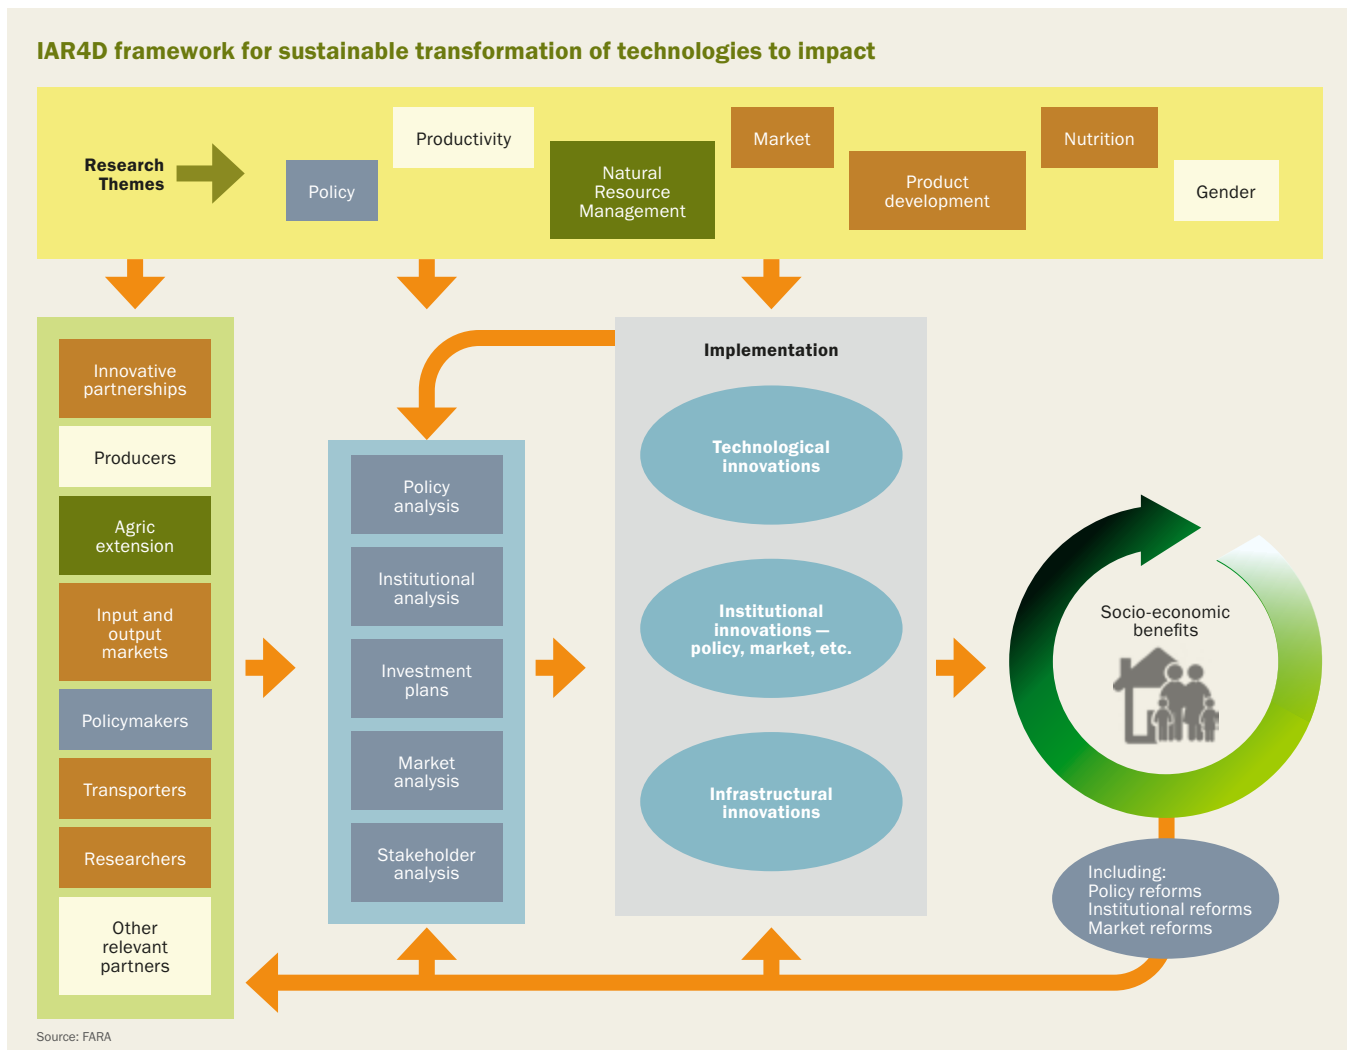 IAR4D framework for sustainable transformation of technologies to impact
Research
Themes
Policy
Productivity
Natural
Resource
Management
Market
Product
development
Nutrition
Gender
Innovative
partnerships
Producers
Agric
extension
Input and
output
markets
Policymakers
Transporters
Researchers
Other
relevant
partners
Policy
analysis
Institutional
analysis
Investment
plans
Market
analysis
Stakeholder
analysis
Implementation
Technological
innovations
Institutional
innovations —
policy, market, etc.
Infrastructural
innovations
Socio-economic
benefits
Including:
Policy reforms
Institutional reforms
Market reforms
Source: FARA